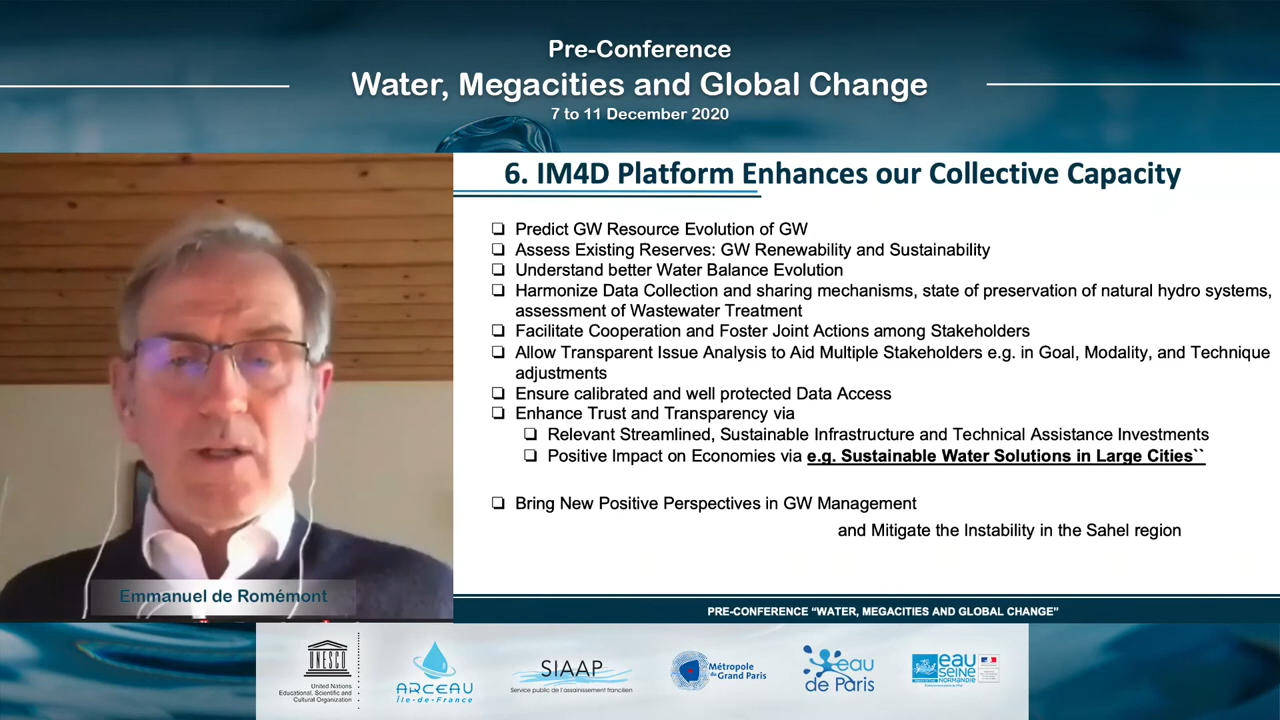 Pre-Conference
Water, Megacities and Global Change
7 to 11 December 2020
6. IM4D Platform Enhances our Collective Capacity
❑ Predict GW Resource Evolution of GW
❑ Assess Existing Reserves: GW Renewability and Sustainability
❑ Understand better Water Balance Evolution
❑ Harmonize Data Collection and sharing mechanisms, state of preservation of natural hydro systems,
assessment of Wastewater Treatment
❑ Facilitate Cooperation and Foster Joint Actions among Stakeholders
❑ Allow Transparent Issue Analysis to Aid Multiple Stakeholders e.g. in Goal, Modality, and Technique
adjustments
❑ Ensure calibrated and well protected Data Access
❑ Enhance Trust and Transparency via
❑ Relevant Streamlined, Sustainable Infrastructure and Technical Assistance Investments
❑ Positive Impact on Economies via e.g. Sustainable Water Solutions in Large Cities``
❑ Bring New Positive Perspectives in GW Management
and Mitigate the Instability in the Sahel region
Emmanuel de Romémont
PRE-CONFERENCE “WATER, MEGACITIES AND GLOBAL CHANGE”
UNESCO
United Nations
Educational, Scientific and
Cultural Organization
ARCEAU
Île-de-France
SIAAP
Service public de l'assainissement francilien
Métropole
du Grand Paris
eau
de Paris
eau
SEINE
NORMANDIE